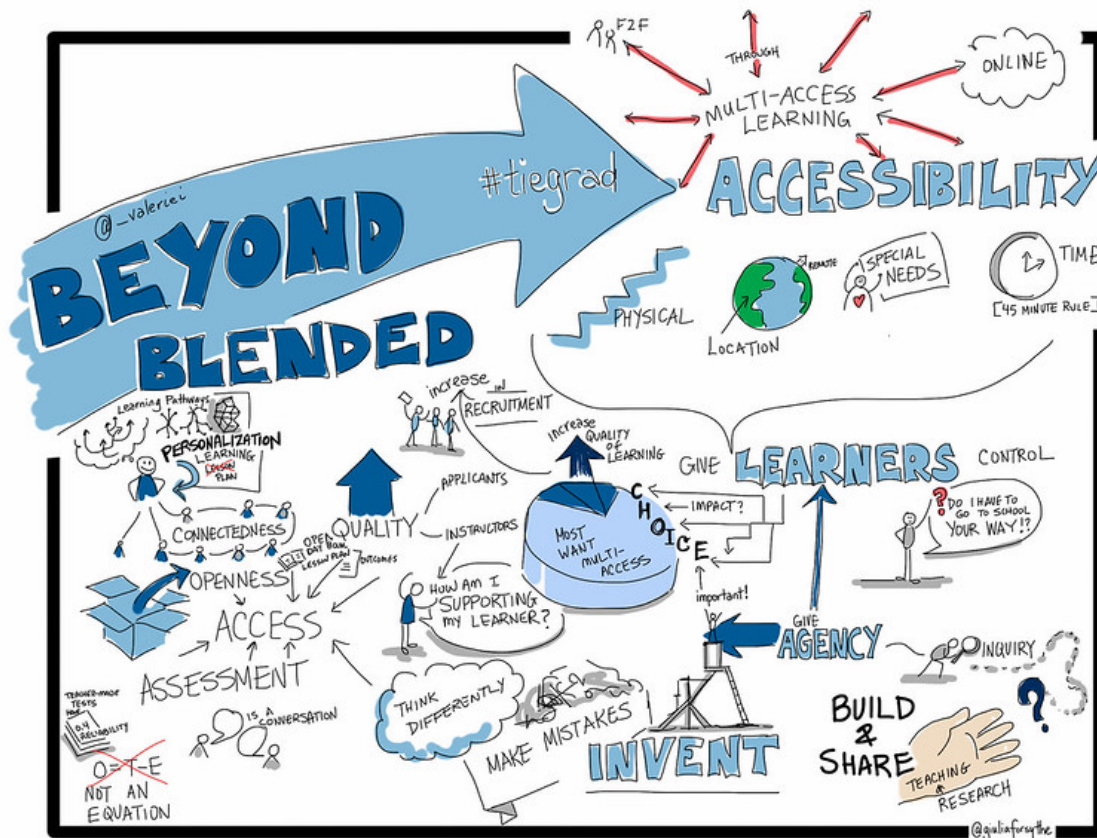 F2F
THROUGH
MULTI-ACCESS
LEARNING
ONLINE
ACCESSIBILITY
#tiegrad
@_valeriei
BEYOND
BLENDED
PHYSICAL
LOCATION
REMOTE
SPECIAL
NEEDS
TIME
[45 MINUTE RULE]
Learning Pathways
PERSONALIZATION
LEARNING
LESSON
PLAN
CONNECTEDNESS
OPENNESS
ACCESS
ASSESSMENT
TEACHER-MADE
TESTS
0.4
RELIABILITY
O=T-E
NOT AN
EQUATION
IS A
CONVERSATION
increase IN
RECRUITMENT
QUALITY
APPLICANTS
INSTRUCTORS
OPEN
LESSON PLAN
OUTCOMES
HOW AM I
SUPPORTING
MY LEARNER?
THINK
DIFFERENTLY
MAKE MISTAKES
increase
QUALITY
of
LEARNING
MOST
WANT
MULTI-
ACCESS
CHOICE
IMPACT?
important!
GIVE
LEARNERS
CONTROL
?
DO I HAVE TO
GO TO SCHOOL
YOUR WAY!?
GIVE
AGENCY
INVENT
INQUIRY
?
BUILD
&
SHARE
TEACHING
RESEARCH
@giuliaforsythe